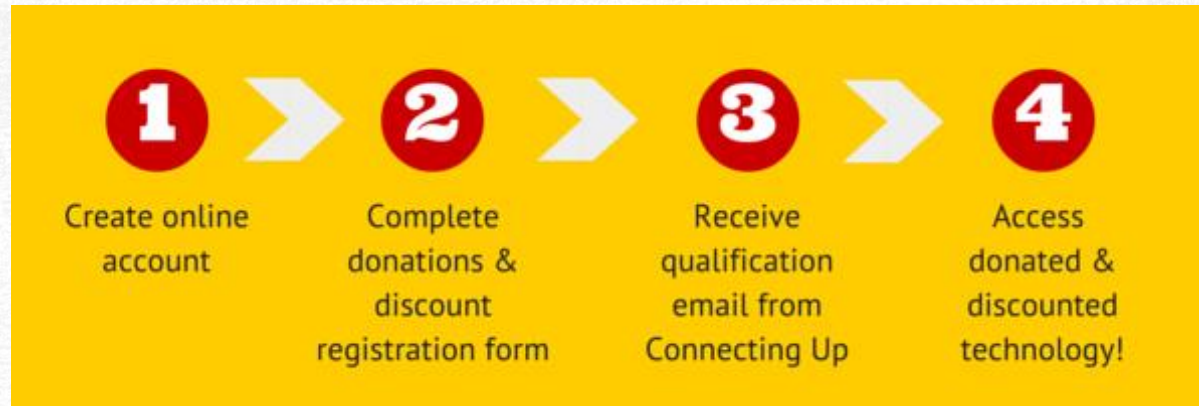 1
Create online
account
2
Complete
donations &
discount
registration form
3
Receive
qualification
email from
Connecting Up
4
Access
donated &
discounted
technology!